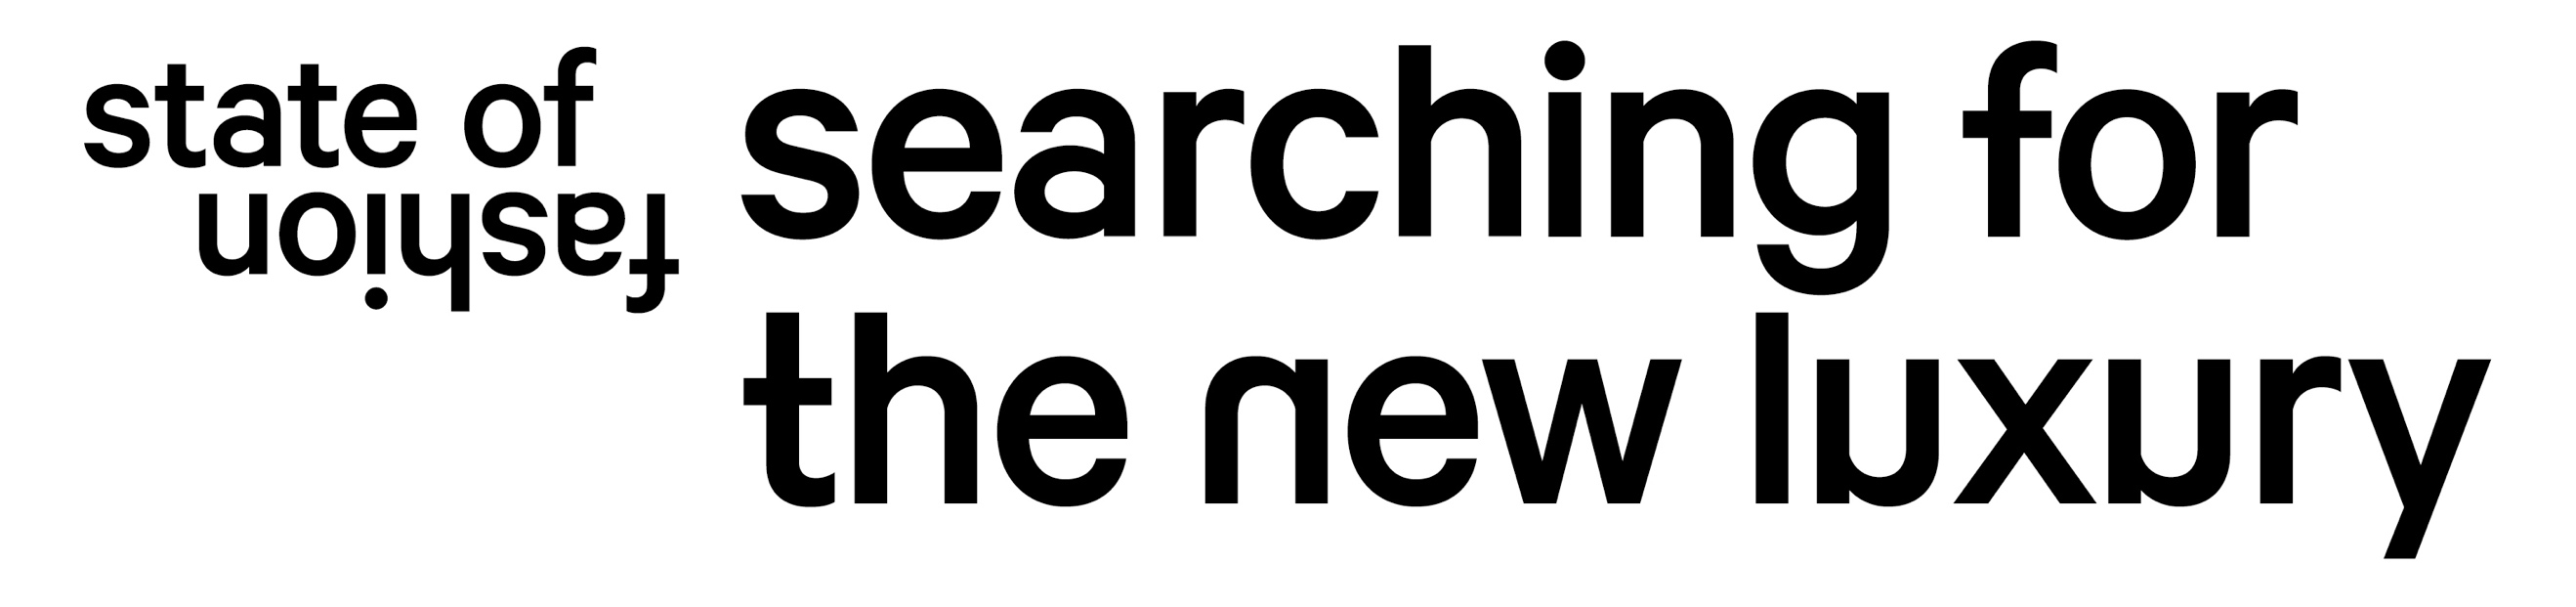 state of
fashion
searching for
the new luxury